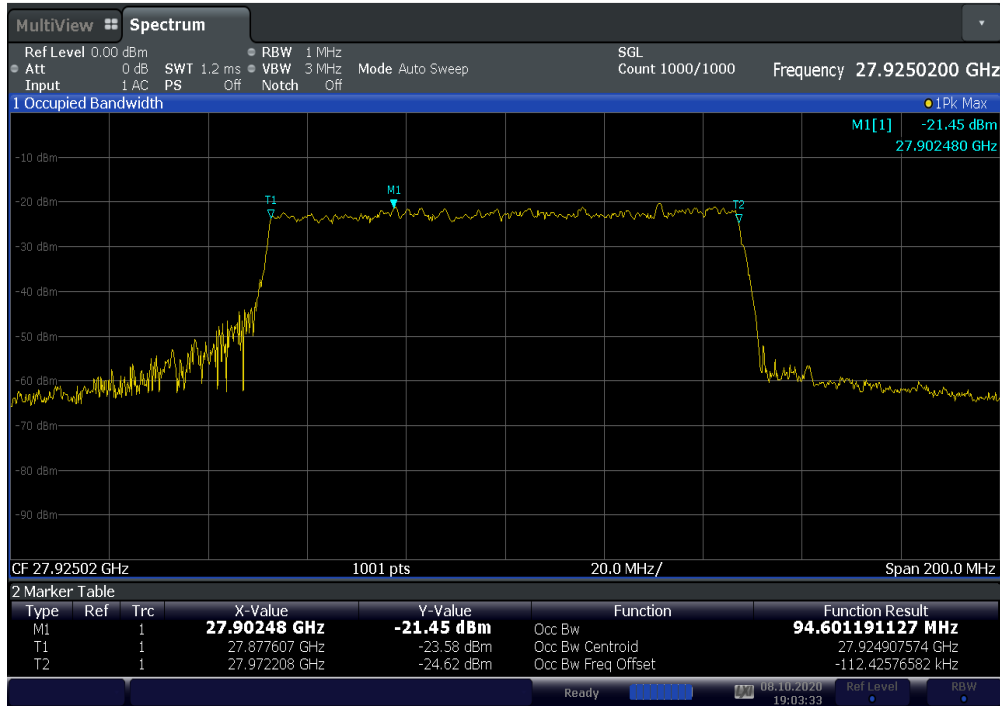 MultiView Spectrum
Ref Level 0.00 dBm RBW 1 MHz SGL
Att 0 dB SWT 1.2 ms VBW 3 MHz Mode Auto Sweep Count 1000/1000 Frequency 27.9250200 GHz
Input 1 AC PS Off Notch Off
1 Occupied Bandwidth 1Pk Max
M1[1] -21.45 dBm
27.902480 GHz
-10 dBm
M1
T1
-20 dBm
T2
-30 dBm
-40 dBm
-50 dBm
-60 dBm
-70 dBm
-80 dBm
-90 dBm
CF 27.92502 GHz 1001 pts 20.0 MHz/ Span 200.0 MHz
2 Marker Table
Type Ref Trc X-Value Y-Value Function Function Result
M1 1 27.90248 GHz -21.45 dBm Occ Bw 94.601191127 MHz
T1 1 27.877607 GHz -23.58 dBm Occ Bw Centroid 27.924907574 GHz
T2 1 27.972208 GHz -24.62 dBm Occ Bw Freq Offset -112.42576582 kHz
Ready 08.10.2020 Ref Level RBW
19:03:33